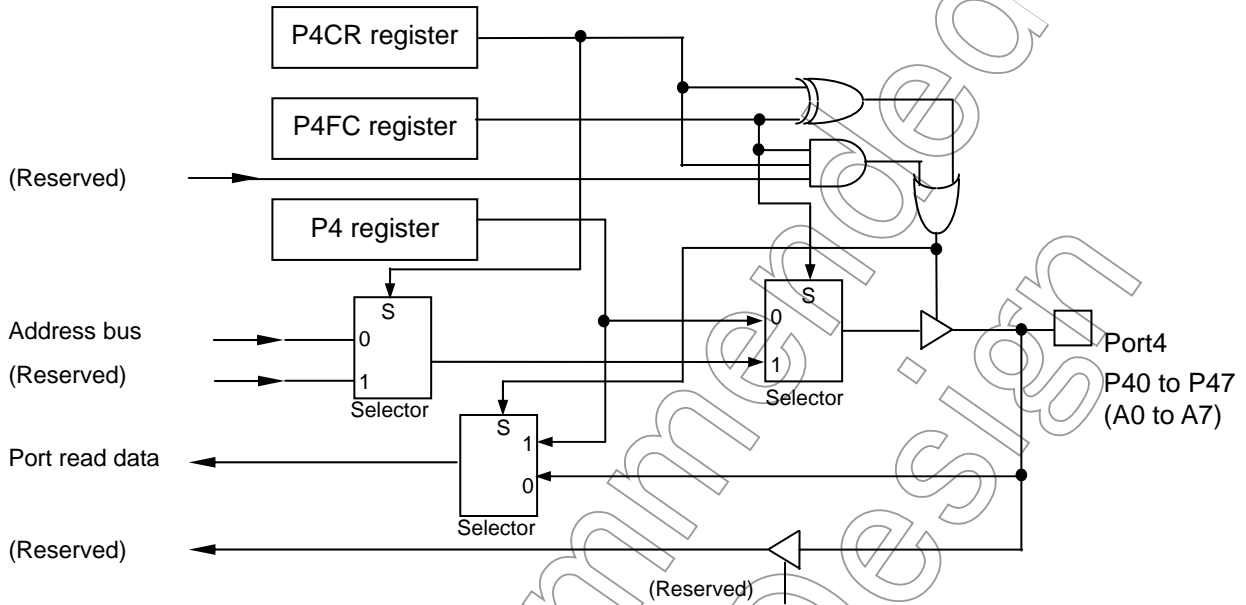 P4CR register
P4FC register
(Reserved)
P4 register
S
S
Address bus
0
0
(Reserved)
1
1
Port4
P40 to P47
(A0 to A7)
Selector
Selector
S
1
Port read data
0
Selector
(Reserved)
(Reserved)